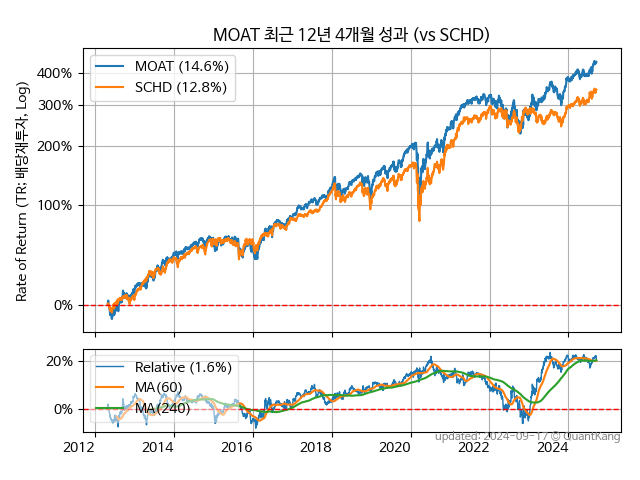 MOAT 최근 12년 4개월 성과 (vs SCHD)
Rate of Return (TR; 배당재투자, Log)
400%
300%
200%
100%
0%
MOAT (14.6%)
SCHD (12.8%)
20%
0%
Relative (1.6%)
MA(60)
MA(240)
2012 2014 2016 2018 2020 2022 2024
updated: 2024-09-17 © QuantKang